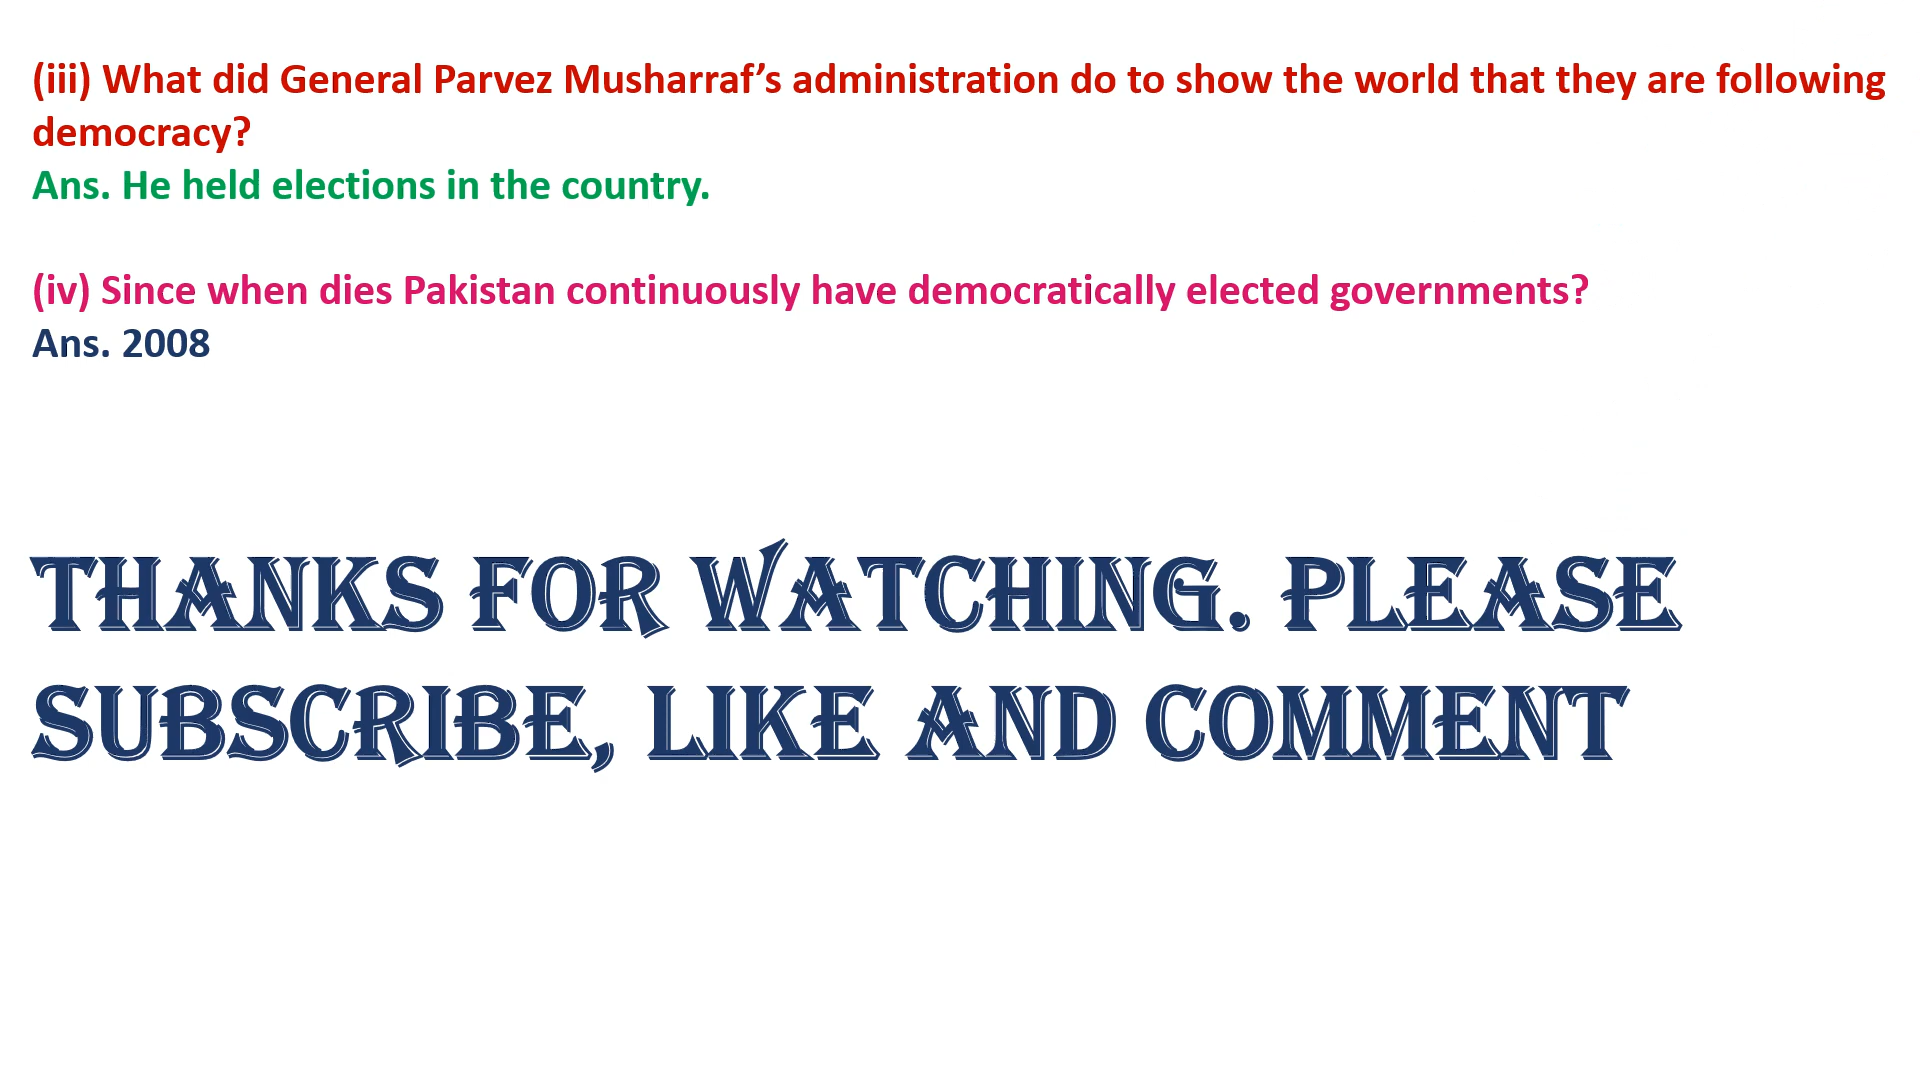 (iii) What did General Parvez Musharraf’s administration do to show the world that they are following
democracy?
Ans. He held elections in the country.
(iv) Since when dies Pakistan continuously have democratically elected governments?
Ans. 2008
THANKS FOR WATCHING. PLEASE
SUBSCRIBE, LIKE AND COMMENT